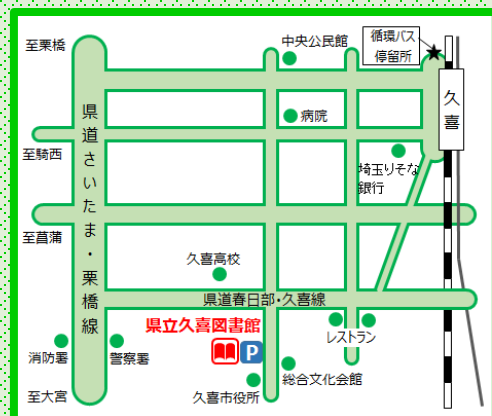 至栗橋
中央公民館
循環バス
停留所
久喜
病院
県道さいたま・栗橋線
至騎西
埼玉りそな
銀行
至菖蒲
久喜高校
県道春日部・久喜線
県立久喜図書館
P
レストラン
消防署
警察署
総合文化会館
至大宮
久喜市役所